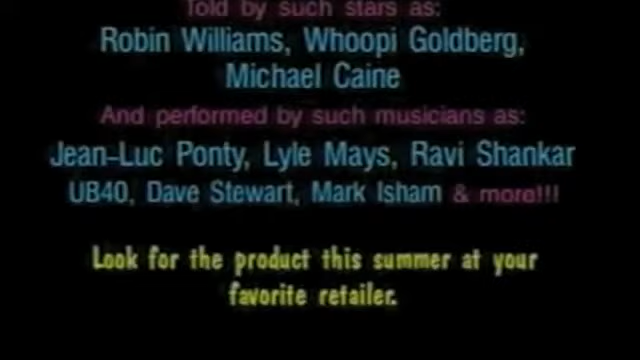 Told by such stars as:
Robin Williams, Whoopi Goldberg,
Michael Caine
And performed by such musicians as:
Jean-Luc Ponty, Lyle Mays, Ravi Shankar
UB40, Dave Stewart, Mark Isham & more!!!
Look for the product this summer at your
favorite retailer.